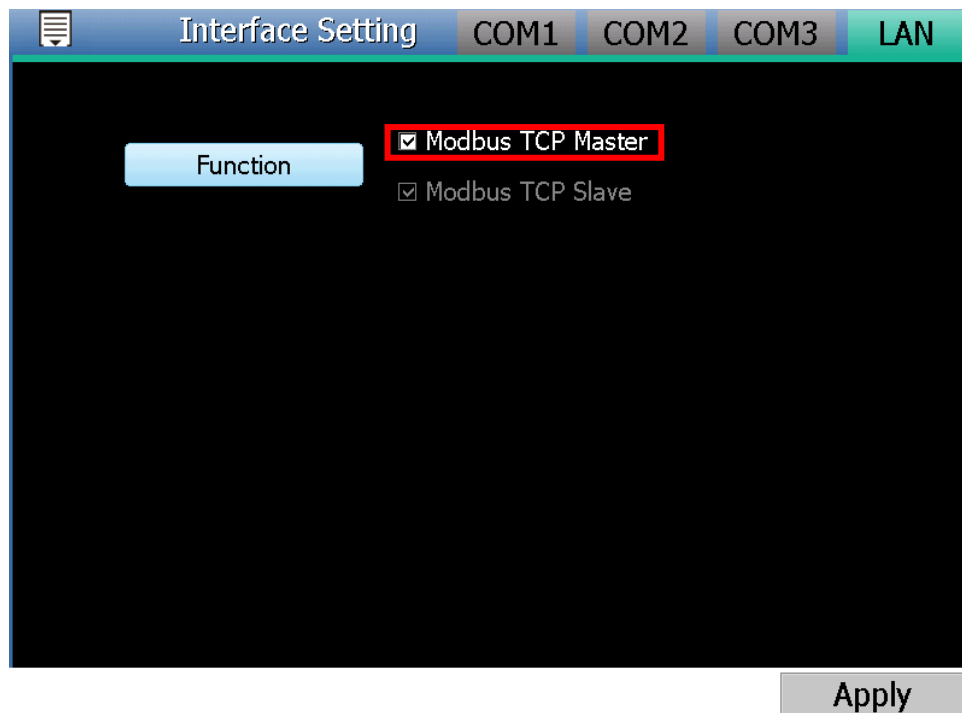 Interface Setting COM1 COM2 COM3 LAN
Function
Modbus TCP Master
Modbus TCP Slave
Apply